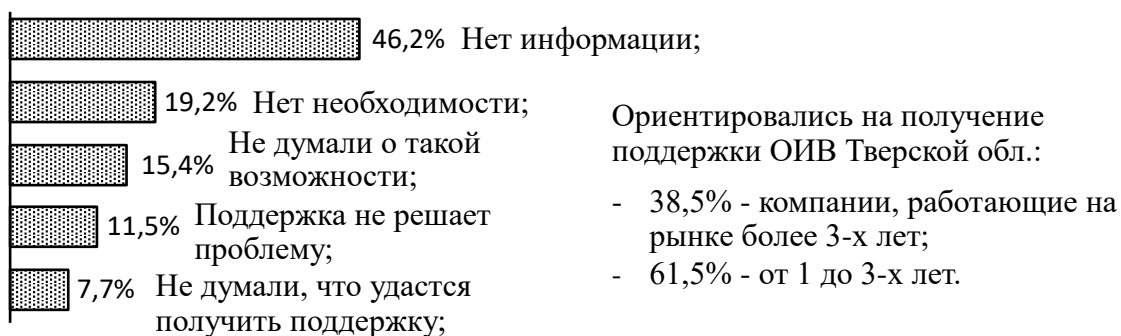 46,2% Нет информации;
19,2% Нет необходимости;
15,4% Не думали о такой
возможности;
11,5% Поддержка не решает
проблему;
7,7% Не думали, что удастся
получить поддержку;
Ориентировались на получение
поддержки ОИВ Тверской обл.:
- 38,5% - компании, работающие на
рынке более 3-х лет;
- 61,5% - от 1 до 3-х лет.